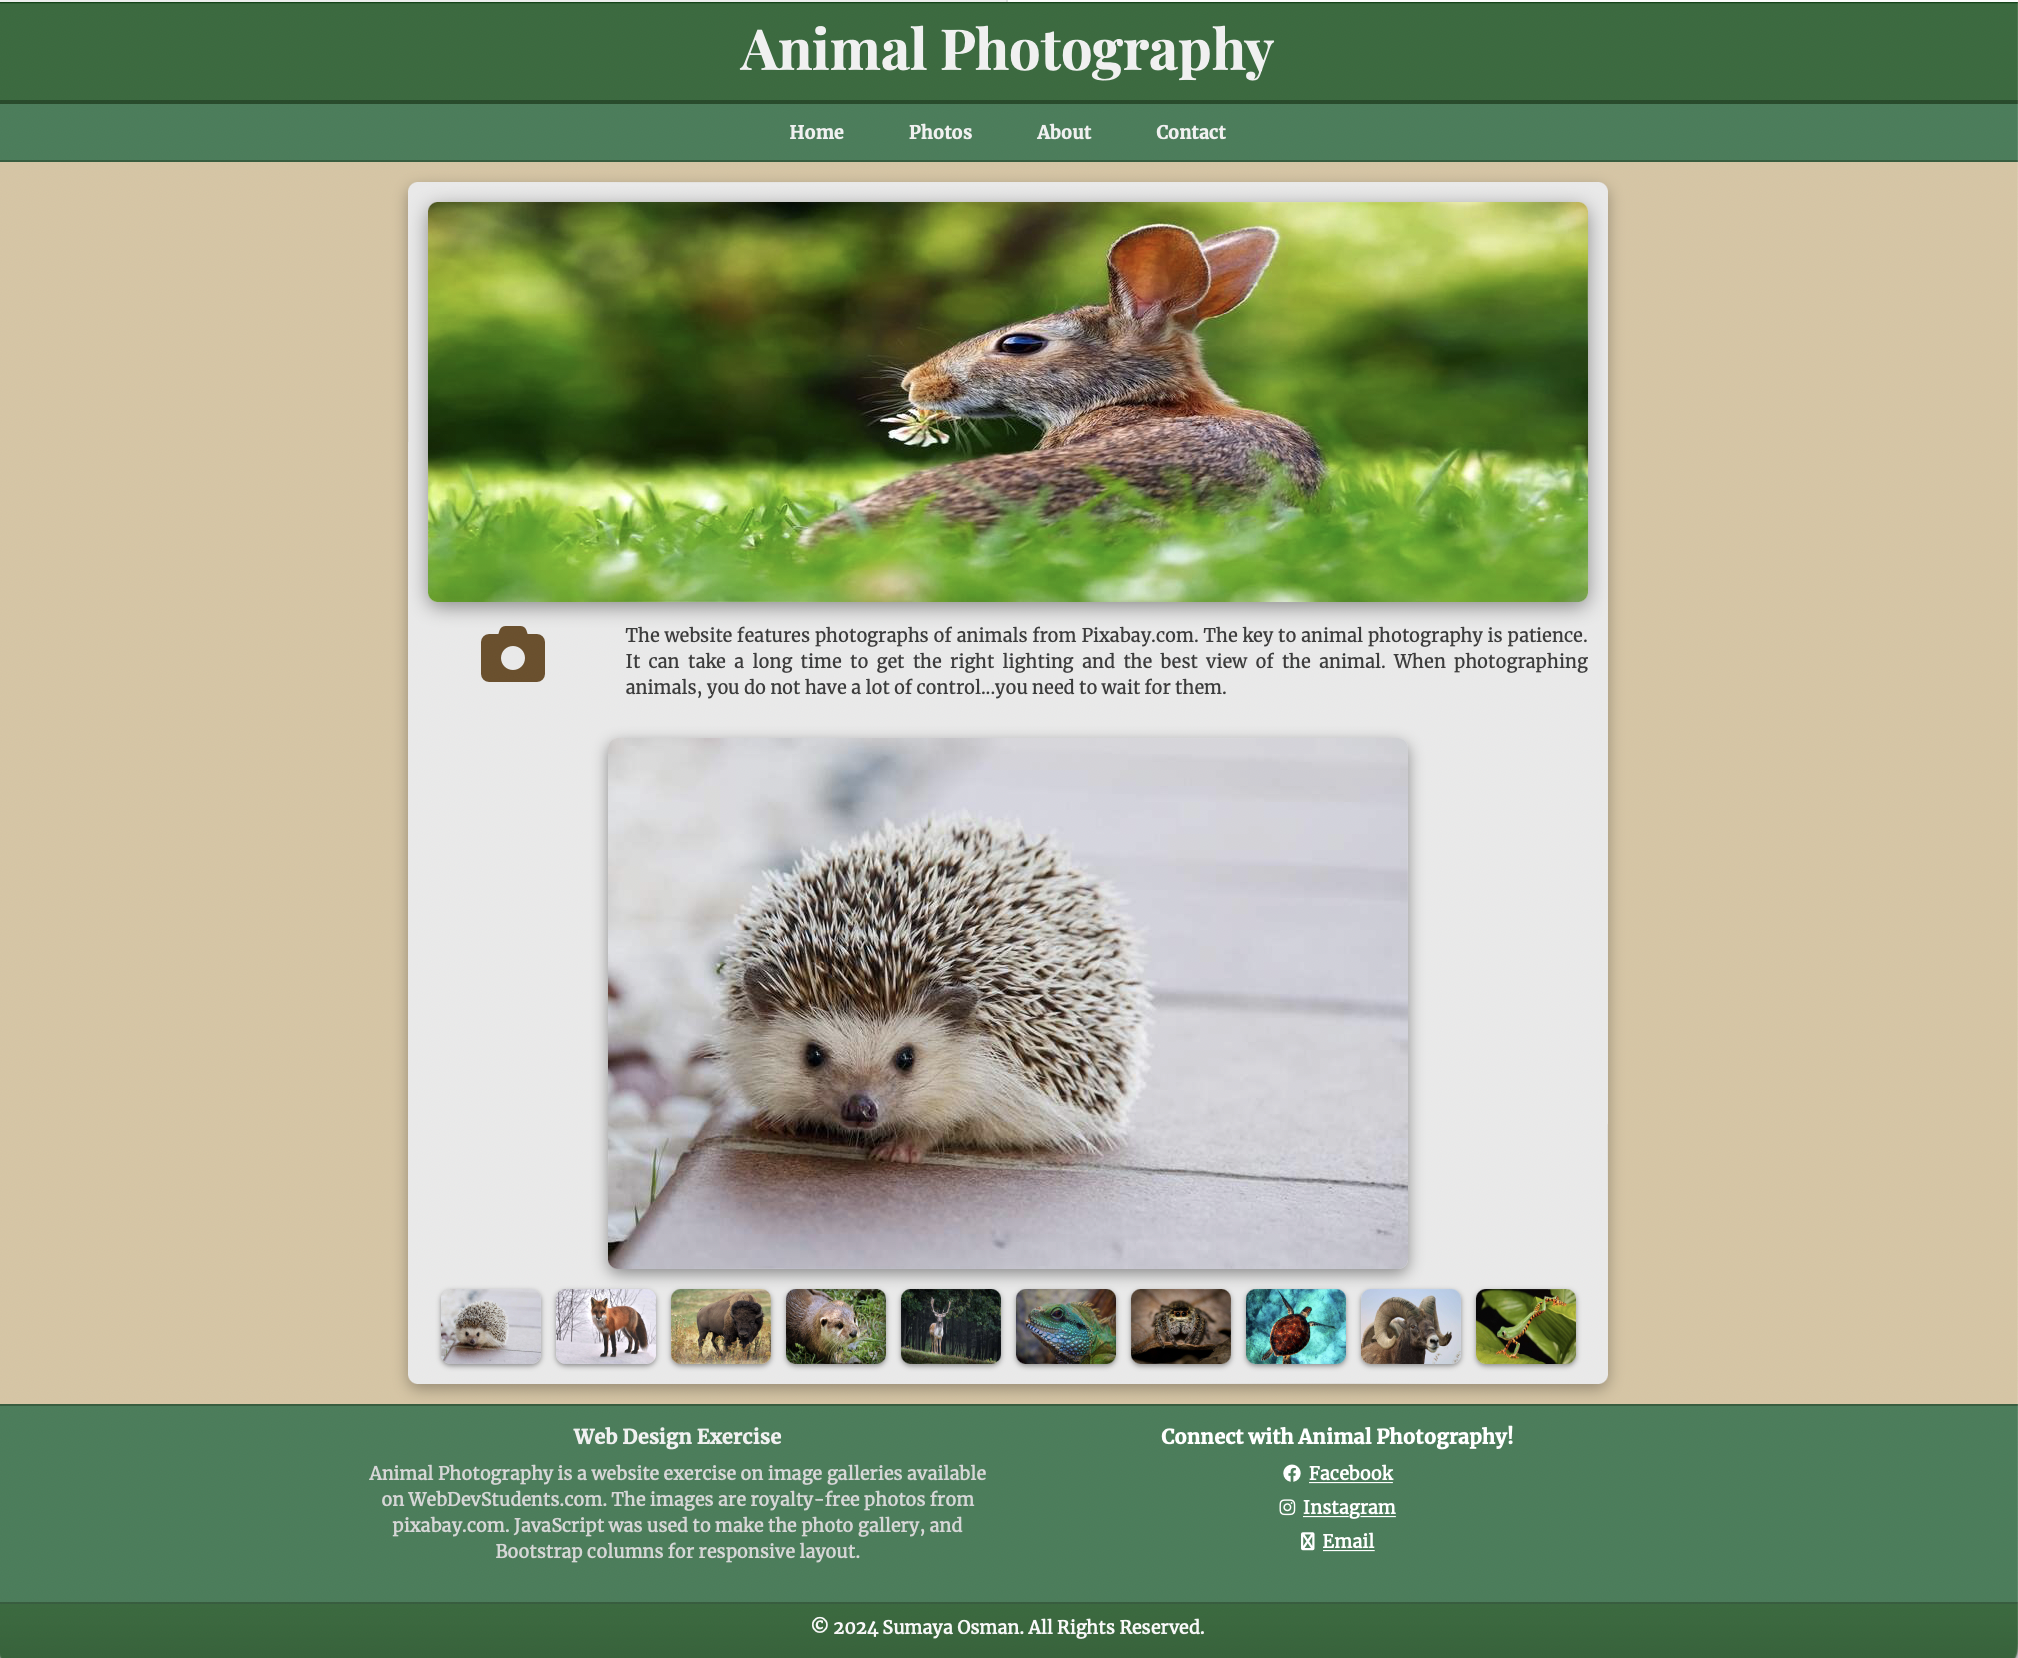 Animal Photography
Home Photos About Contact
The website features photographs of animals from Pixabay.com. The key to animal photography is patience.
It can take a long time to get the right lighting and the best view of the animal. When photographing
animals, you do not have a lot of control...you need to wait for them.
Web Design Exercise
Animal Photography is a website exercise on image galleries available
on WebDevStudents.com. The images are royalty-free photos from
pixabay.com. JavaScript was used to make the photo gallery, and
Bootstrap columns for responsive layout.
Connect with Animal Photography!
Facebook
Instagram
Email
© 2024 Sumaya Osman. All Rights Reserved.